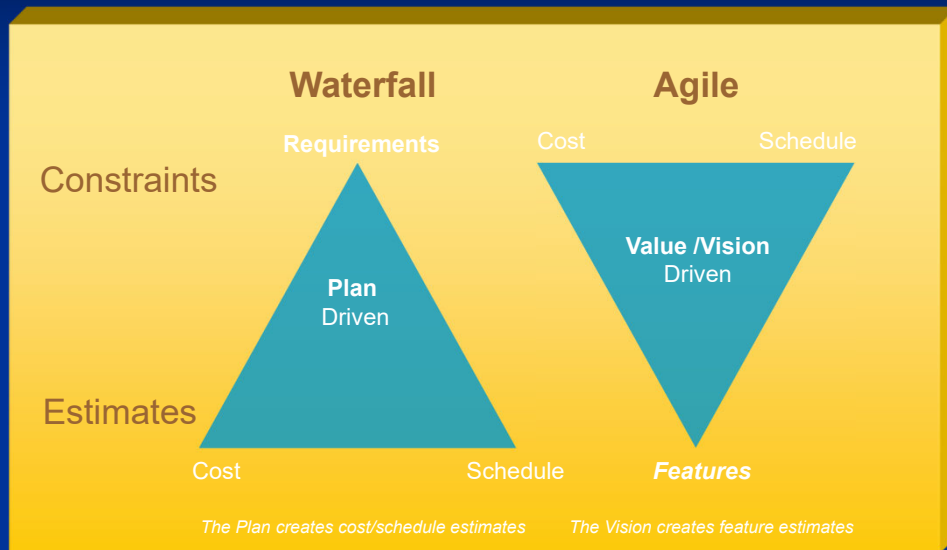 Waterfall
Agile
Requirements
Cost
Schedule
Constraints
Value /Vision
Driven
Plan
Driven
Estimates
Cost
Schedule
Features
The Plan creates cost/schedule estimates
The Vision creates feature estimates